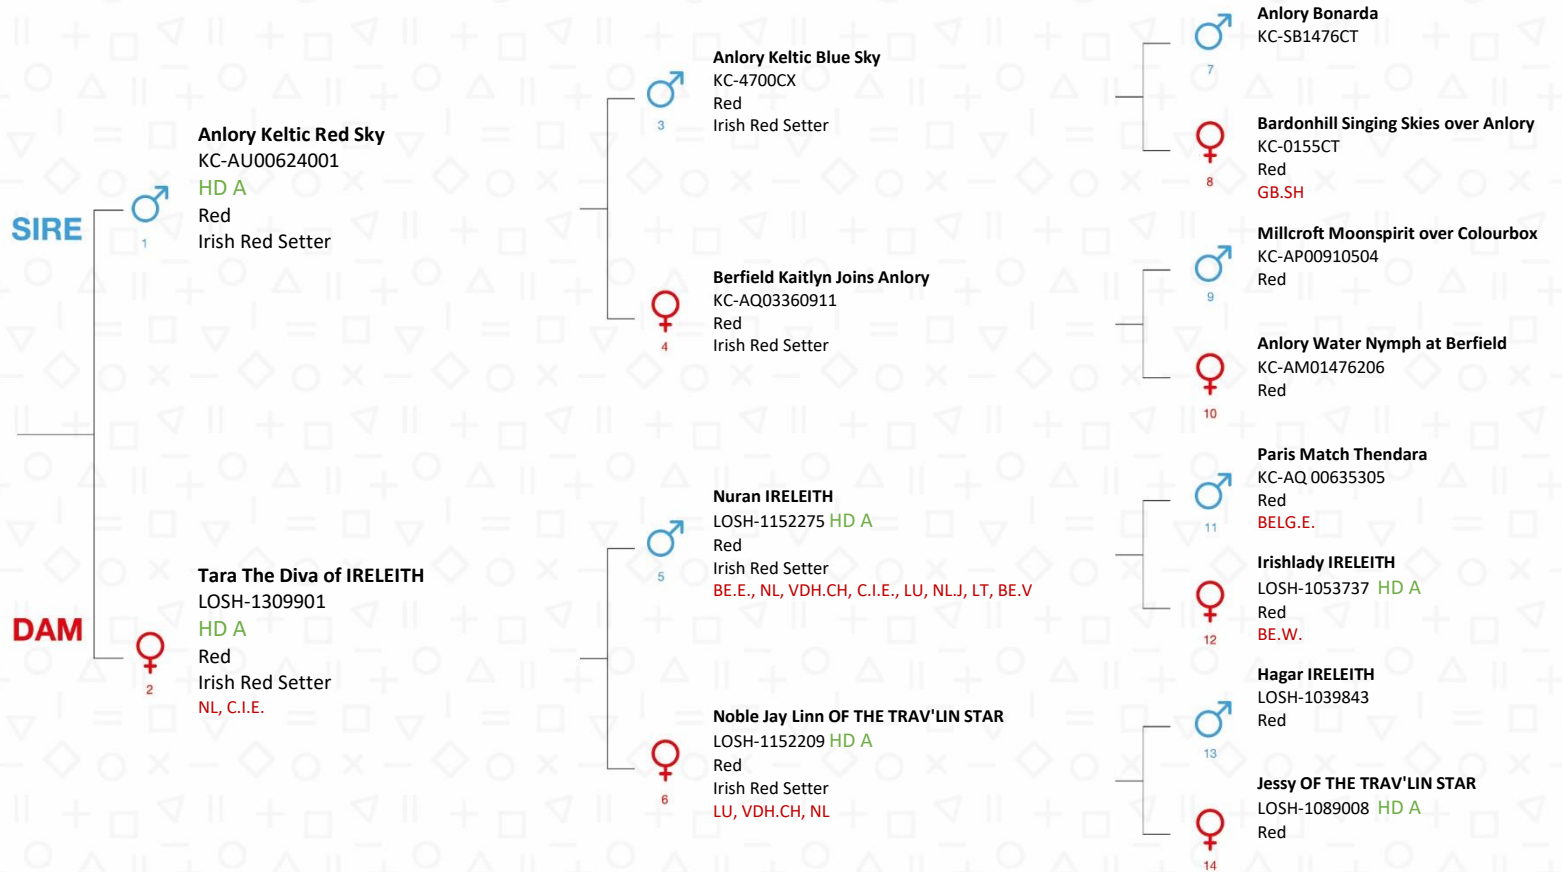 SIRE
1
Anlory Keltic Red Sky
KC-AU00624001
HD A
Red
Irish Red Setter
DAM
2
Tara The Diva of IRELEITH
LOSH-1309901
HD A
Red
Irish Red Setter
NL, C.I.E.
3
Anlory Keltic Blue Sky
KC-4700CX
Red
Irish Red Setter
4
Berfield Kaitlyn Joins Anlory
KC-AQ03360911
Red
Irish Red Setter
5
Nuran IRELEITH
LOSH-1152275 HD A
Red
Irish Red Setter
BE.E., NL, VDH.CH, C.I.E., LU, NL.J, LT, BE.V
6
Noble Jay Linn OF THE TRAV'LIN STAR
LOSH-1152209 HD A
Red
Irish Red Setter
LU, VDH.CH, NL
7
Anlory Bonarda
KC-SB1476CT
8
Bardonhill Singing Skies over Anlory
KC-0155CT
Red
GB.SH
9
Millcroft Moonspirit over Colourbox
KC-AP00910504
Red
10
Anlory Water Nymph at Berfield
KC-AM01476206
Red
11
Paris Match Thendara
KC-AQ 00635305
Red
BELG.E.
12
Irishlady IRELEITH
LOSH-1053737 HD A
Red
BE.W.
13
Hagar IRELEITH
LOSH-1039843
Red
14
Jessy OF THE TRAV'LIN STAR
LOSH-1089008 HD A
Red